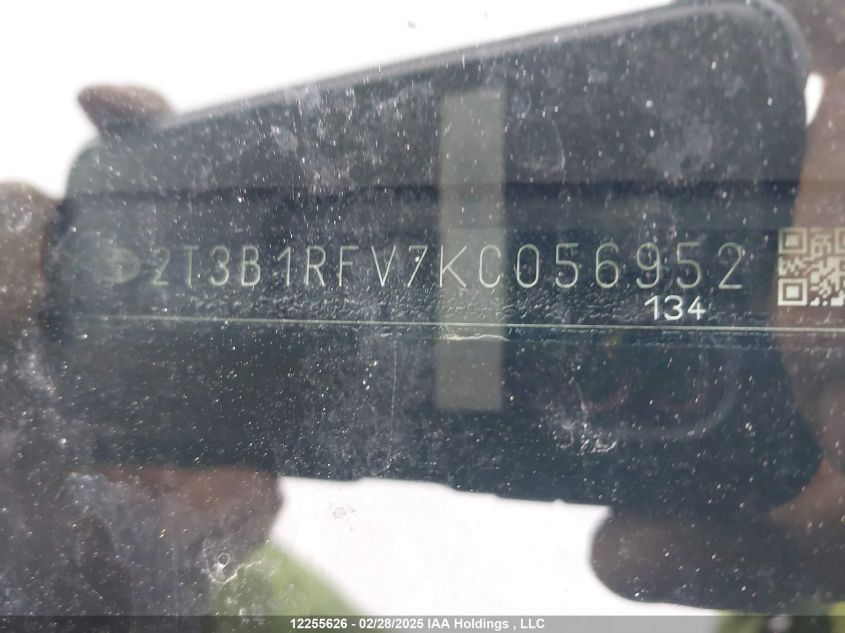 2T3B1RFV7KC056952
134
12255626 - 02/28/2025 IAA Holdings , LLC